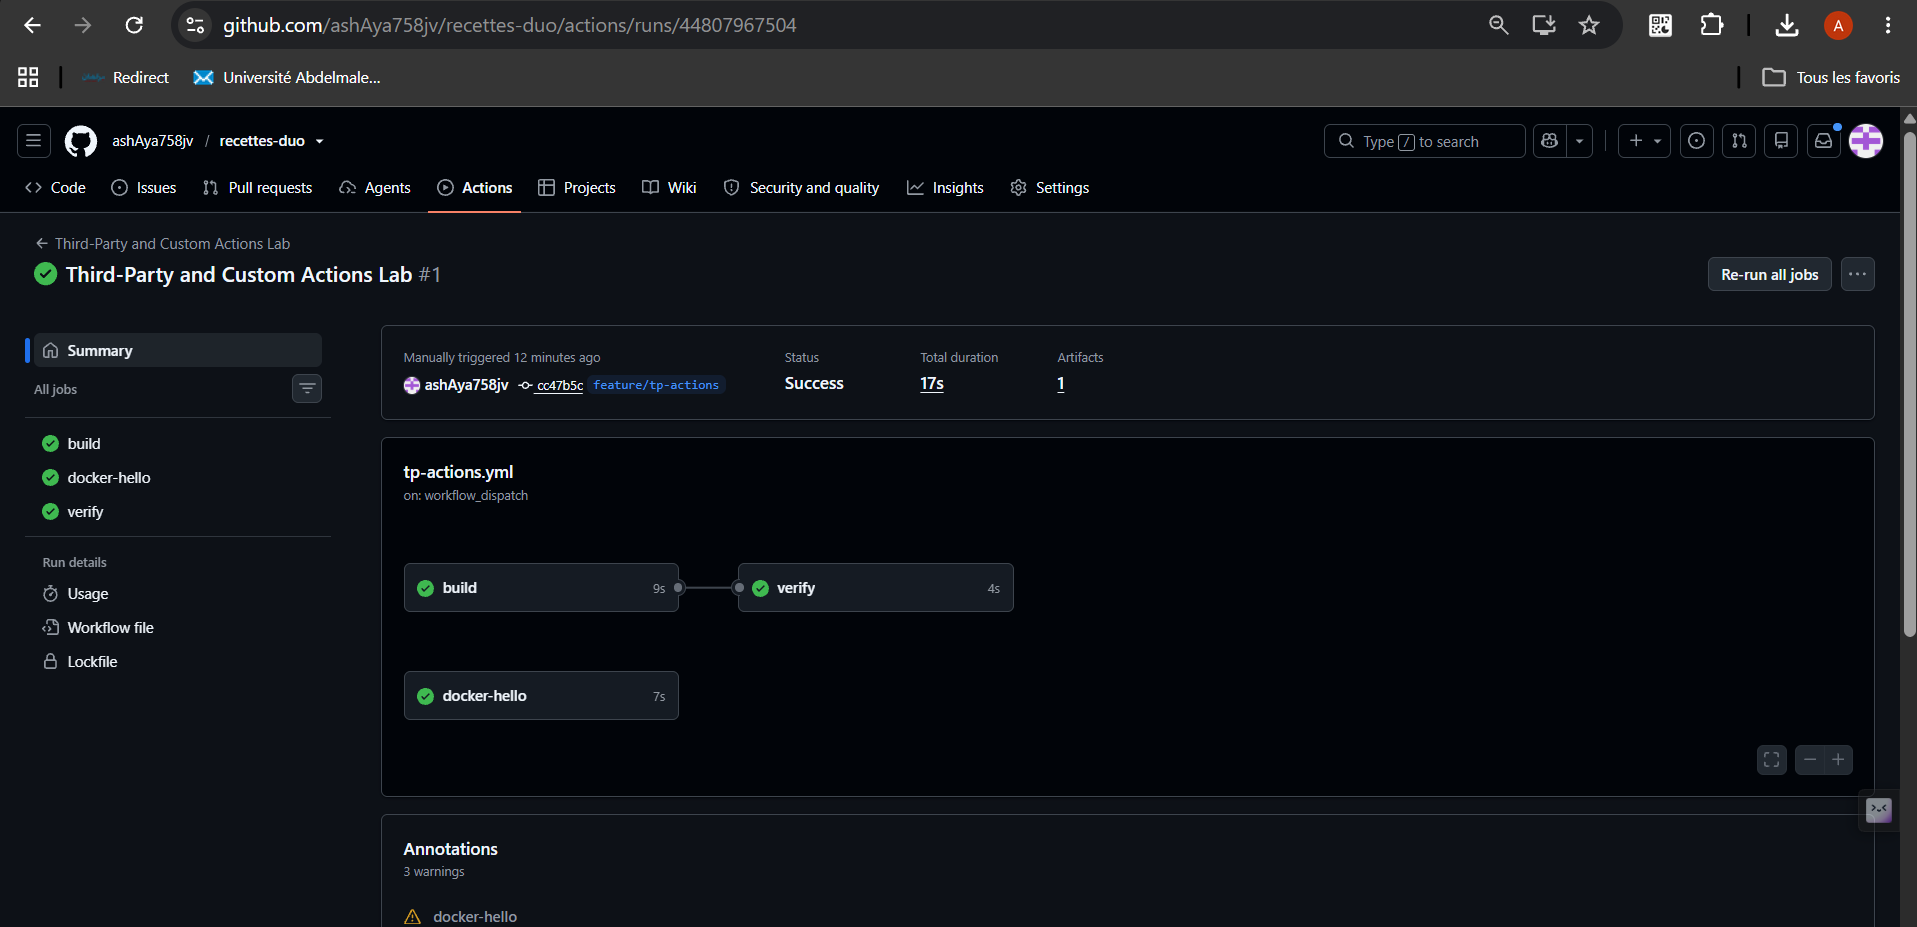 github.com/ashAya758jv/recettes-duo/actions/runs/44807967504
A
Redirect
Université Abdelmale...
Tous les favoris
ashAya758jv / recettes-duo
Type / to search
Code
Issues
Pull requests
Agents
Actions
Projects
Wiki
Security and quality
Insights
Settings
Third-Party and Custom Actions Lab
Third-Party and Custom Actions Lab #1
Re-run all jobs
Summary
All jobs
build
docker-hello
verify
Run details
Usage
Workflow file
Lockfile
Manually triggered 12 minutes ago
ashAya758jv cc47b5c feature/tp-actions
Status
Success
Total duration
17s
Artifacts
1
tp-actions.yml
on: workflow_dispatch
build 9s
verify 4s
docker-hello 7s
Annotations
3 warnings
docker-hello